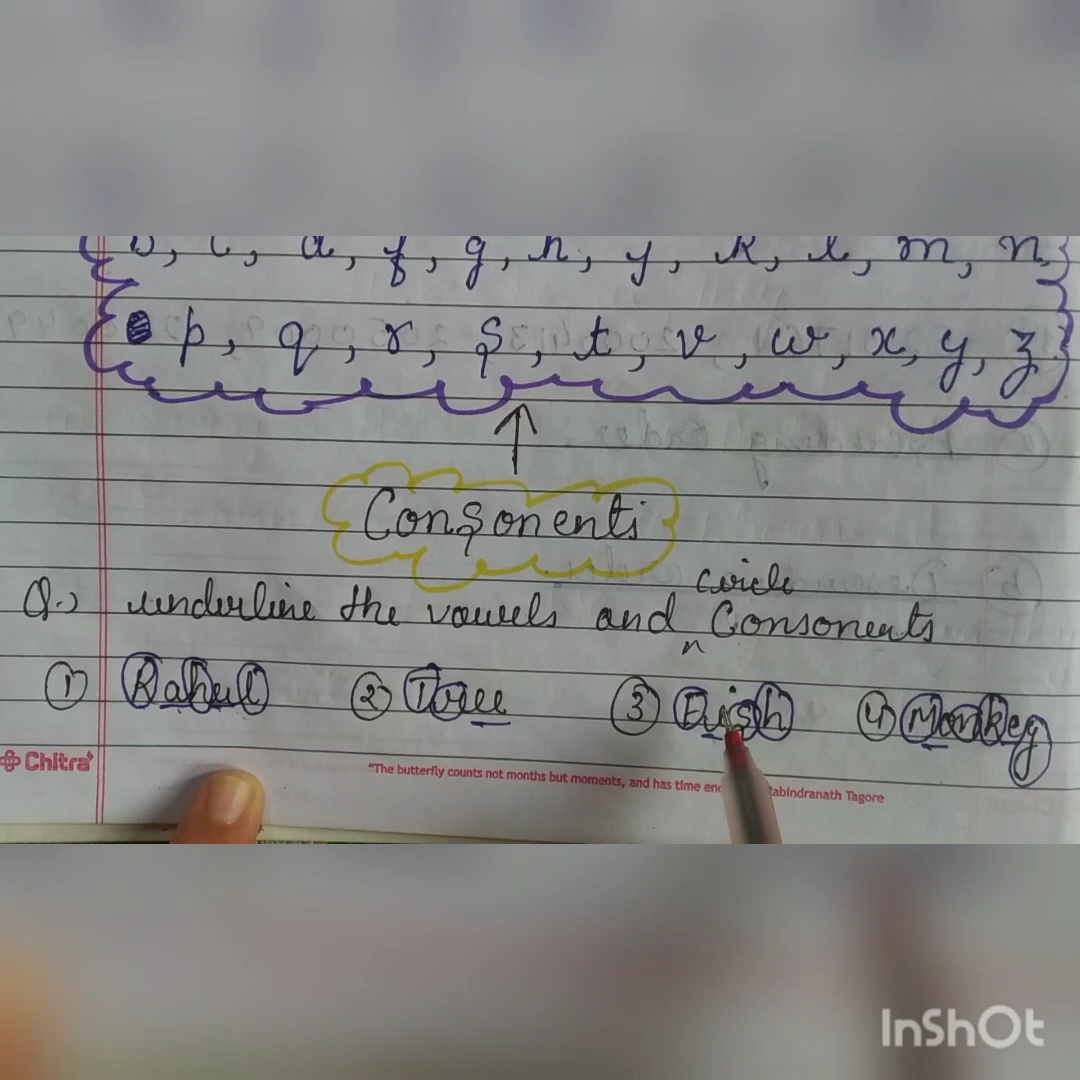 b, c, d, f, g, h, y, k, l, m, n,
p, q, r, s, t, v, w, x, y, z
Consonents
circle
Q.) underline the vowels and ^ Consonents
① Rahul ② Tree ③ Fish ④ Monkey
Chitra
"The butterfly counts not months but moments, and has time Rabindranath Tagore
InShOt